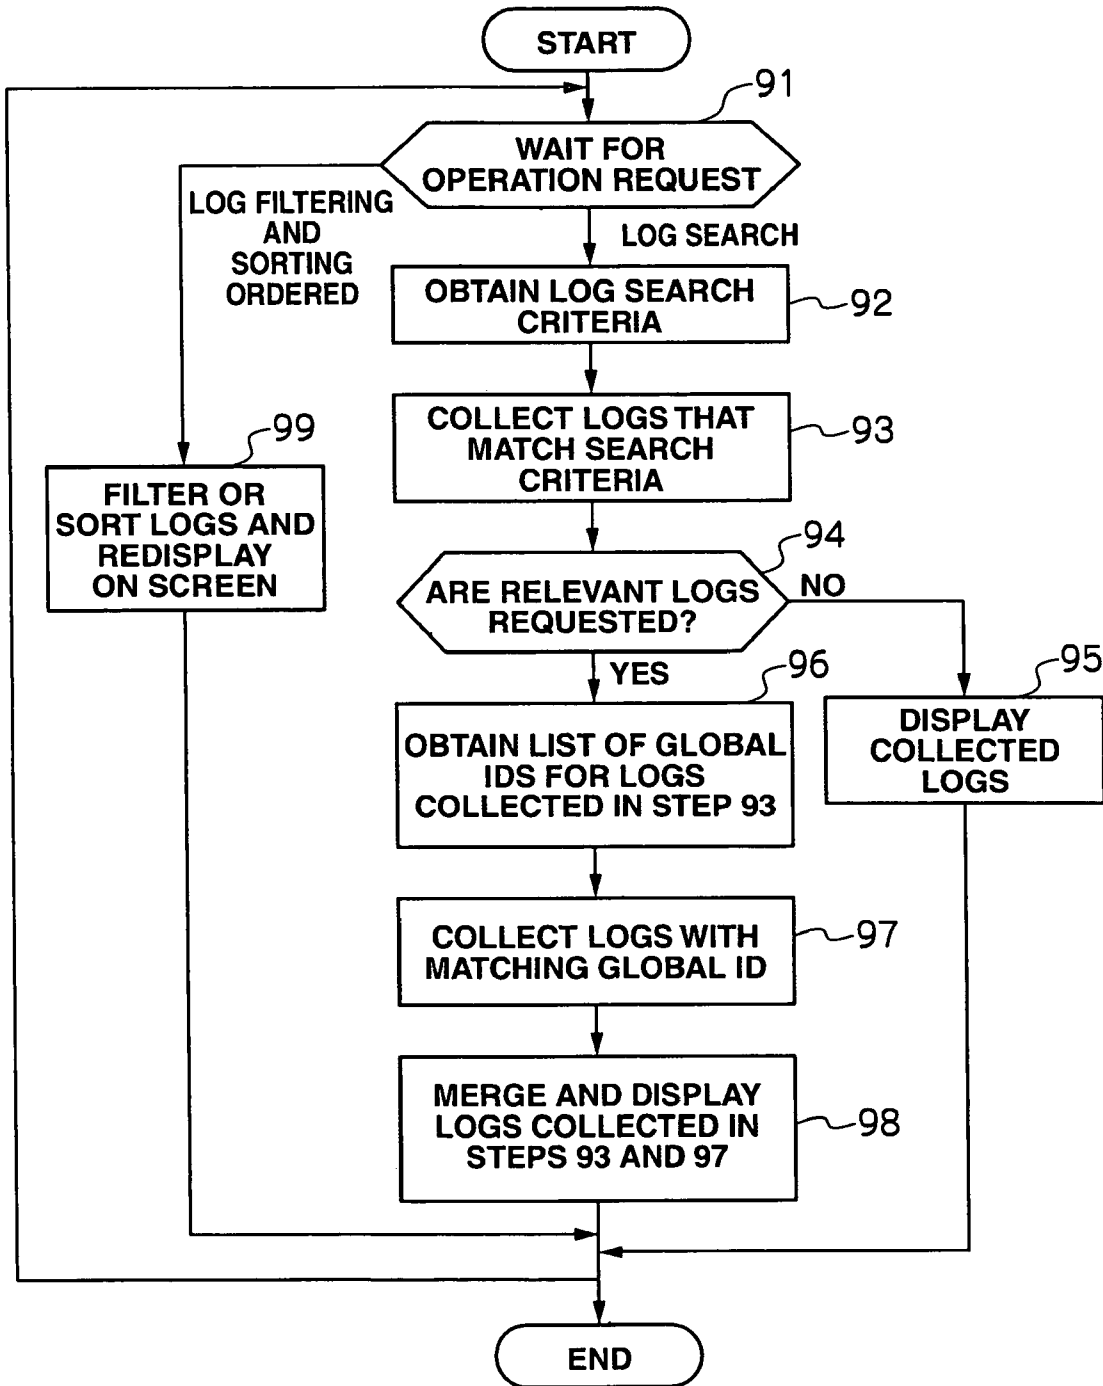 START
91
WAIT FOR
OPERATION REQUEST
LOG FILTERING
AND
SORTING
ORDERED
LOG SEARCH
OBTAIN LOG SEARCH
CRITERIA
92
COLLECT LOGS THAT
MATCH SEARCH
CRITERIA
93
99
FILTER OR
SORT LOGS AND
REDISPLAY
ON SCREEN
94
ARE RELEVANT LOGS
REQUESTED?
NO
YES
96
95
OBTAIN LIST OF GLOBAL
IDS FOR LOGS
COLLECTED IN STEP 93
DISPLAY
COLLECTED
LOGS
COLLECT LOGS WITH
MATCHING GLOBAL ID
97
MERGE AND DISPLAY
LOGS COLLECTED IN
STEPS 93 AND 97
98
END